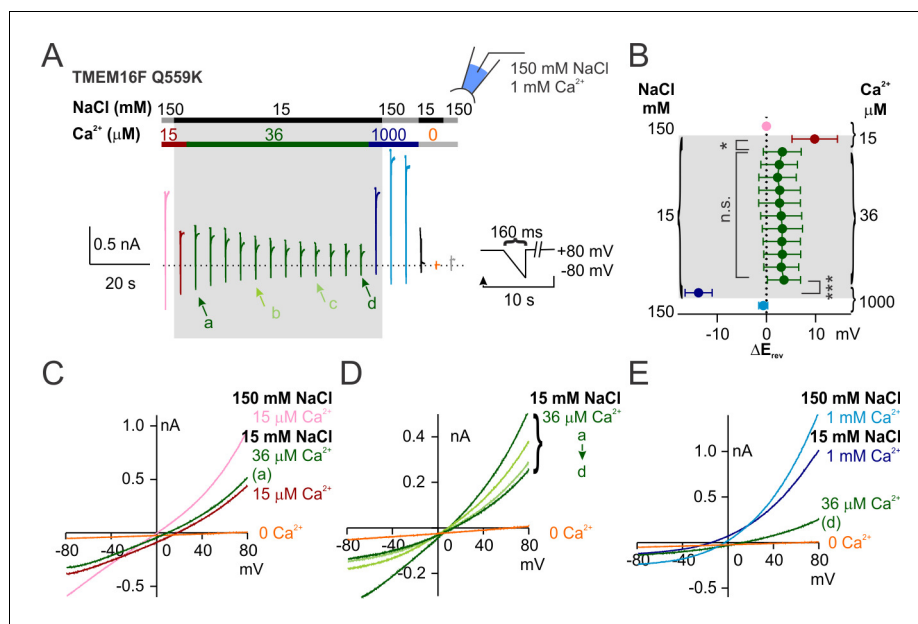 A
TMEM16F Q559K
150 mM NaCl
1 mM Ca²⁺
NaCl (mM) 150 15 150 15 150
Ca²⁺ (μM) 15 36 1000 0
0.5 nA
20 s
a
b
c
d
160 ms
+80 mV
-80 mV
10 s
B
NaCl
mM
Ca²⁺
μM
150
15
*
n.s.
15
36
***
150
1000
-10 0 10 mV
ΔErev
C
150 mM NaCl
15 μM Ca²⁺
15 mM NaCl
36 μM Ca²⁺
(a)
15 μM Ca²⁺
0 Ca²⁺
1.0
nA
0.5
-80 -40 0 40 80
mV
-0.5
D
15 mM NaCl
36 μM Ca²⁺
a
d
0 Ca²⁺
0.4
nA
0.2
-80 -40 0 40 80
mV
-0.2
E
150 mM NaCl
1 mM Ca²⁺
15 mM NaCl
1 mM Ca²⁺
36 μM Ca²⁺
(d)
0 Ca²⁺
1.0
nA
0.5
-80 -40 0 40 80
mV
-0.5